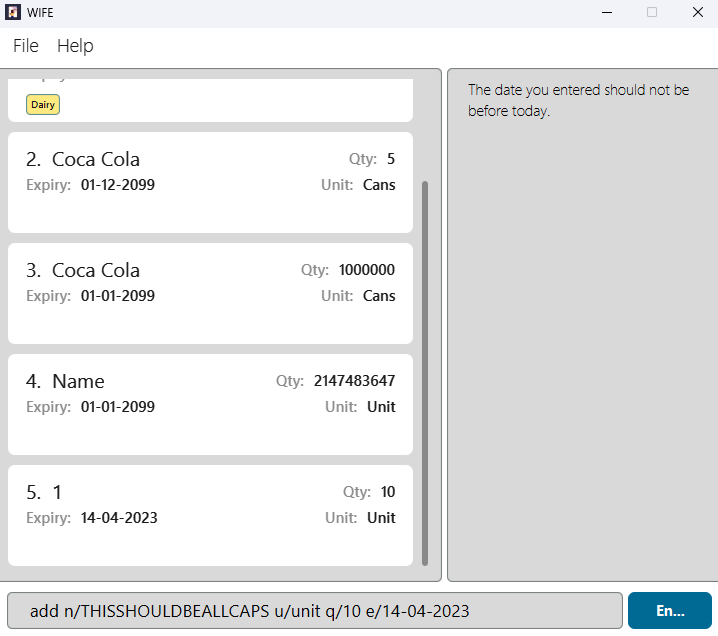 WIFE
File Help
Dairy
2. Coca Cola
Qty: 5
Expiry: 01-12-2099
Unit: Cans
3. Coca Cola
Qty: 1000000
Expiry: 01-01-2099
Unit: Cans
4. Name
Qty: 2147483647
Expiry: 01-01-2099
Unit: Unit
5. 1
Qty: 10
Expiry: 14-04-2023
Unit: Unit
The date you entered should not be
before today.
add n/THISSHOULDBEALLCAPS u/unit q/10 e/14-04-2023
En...